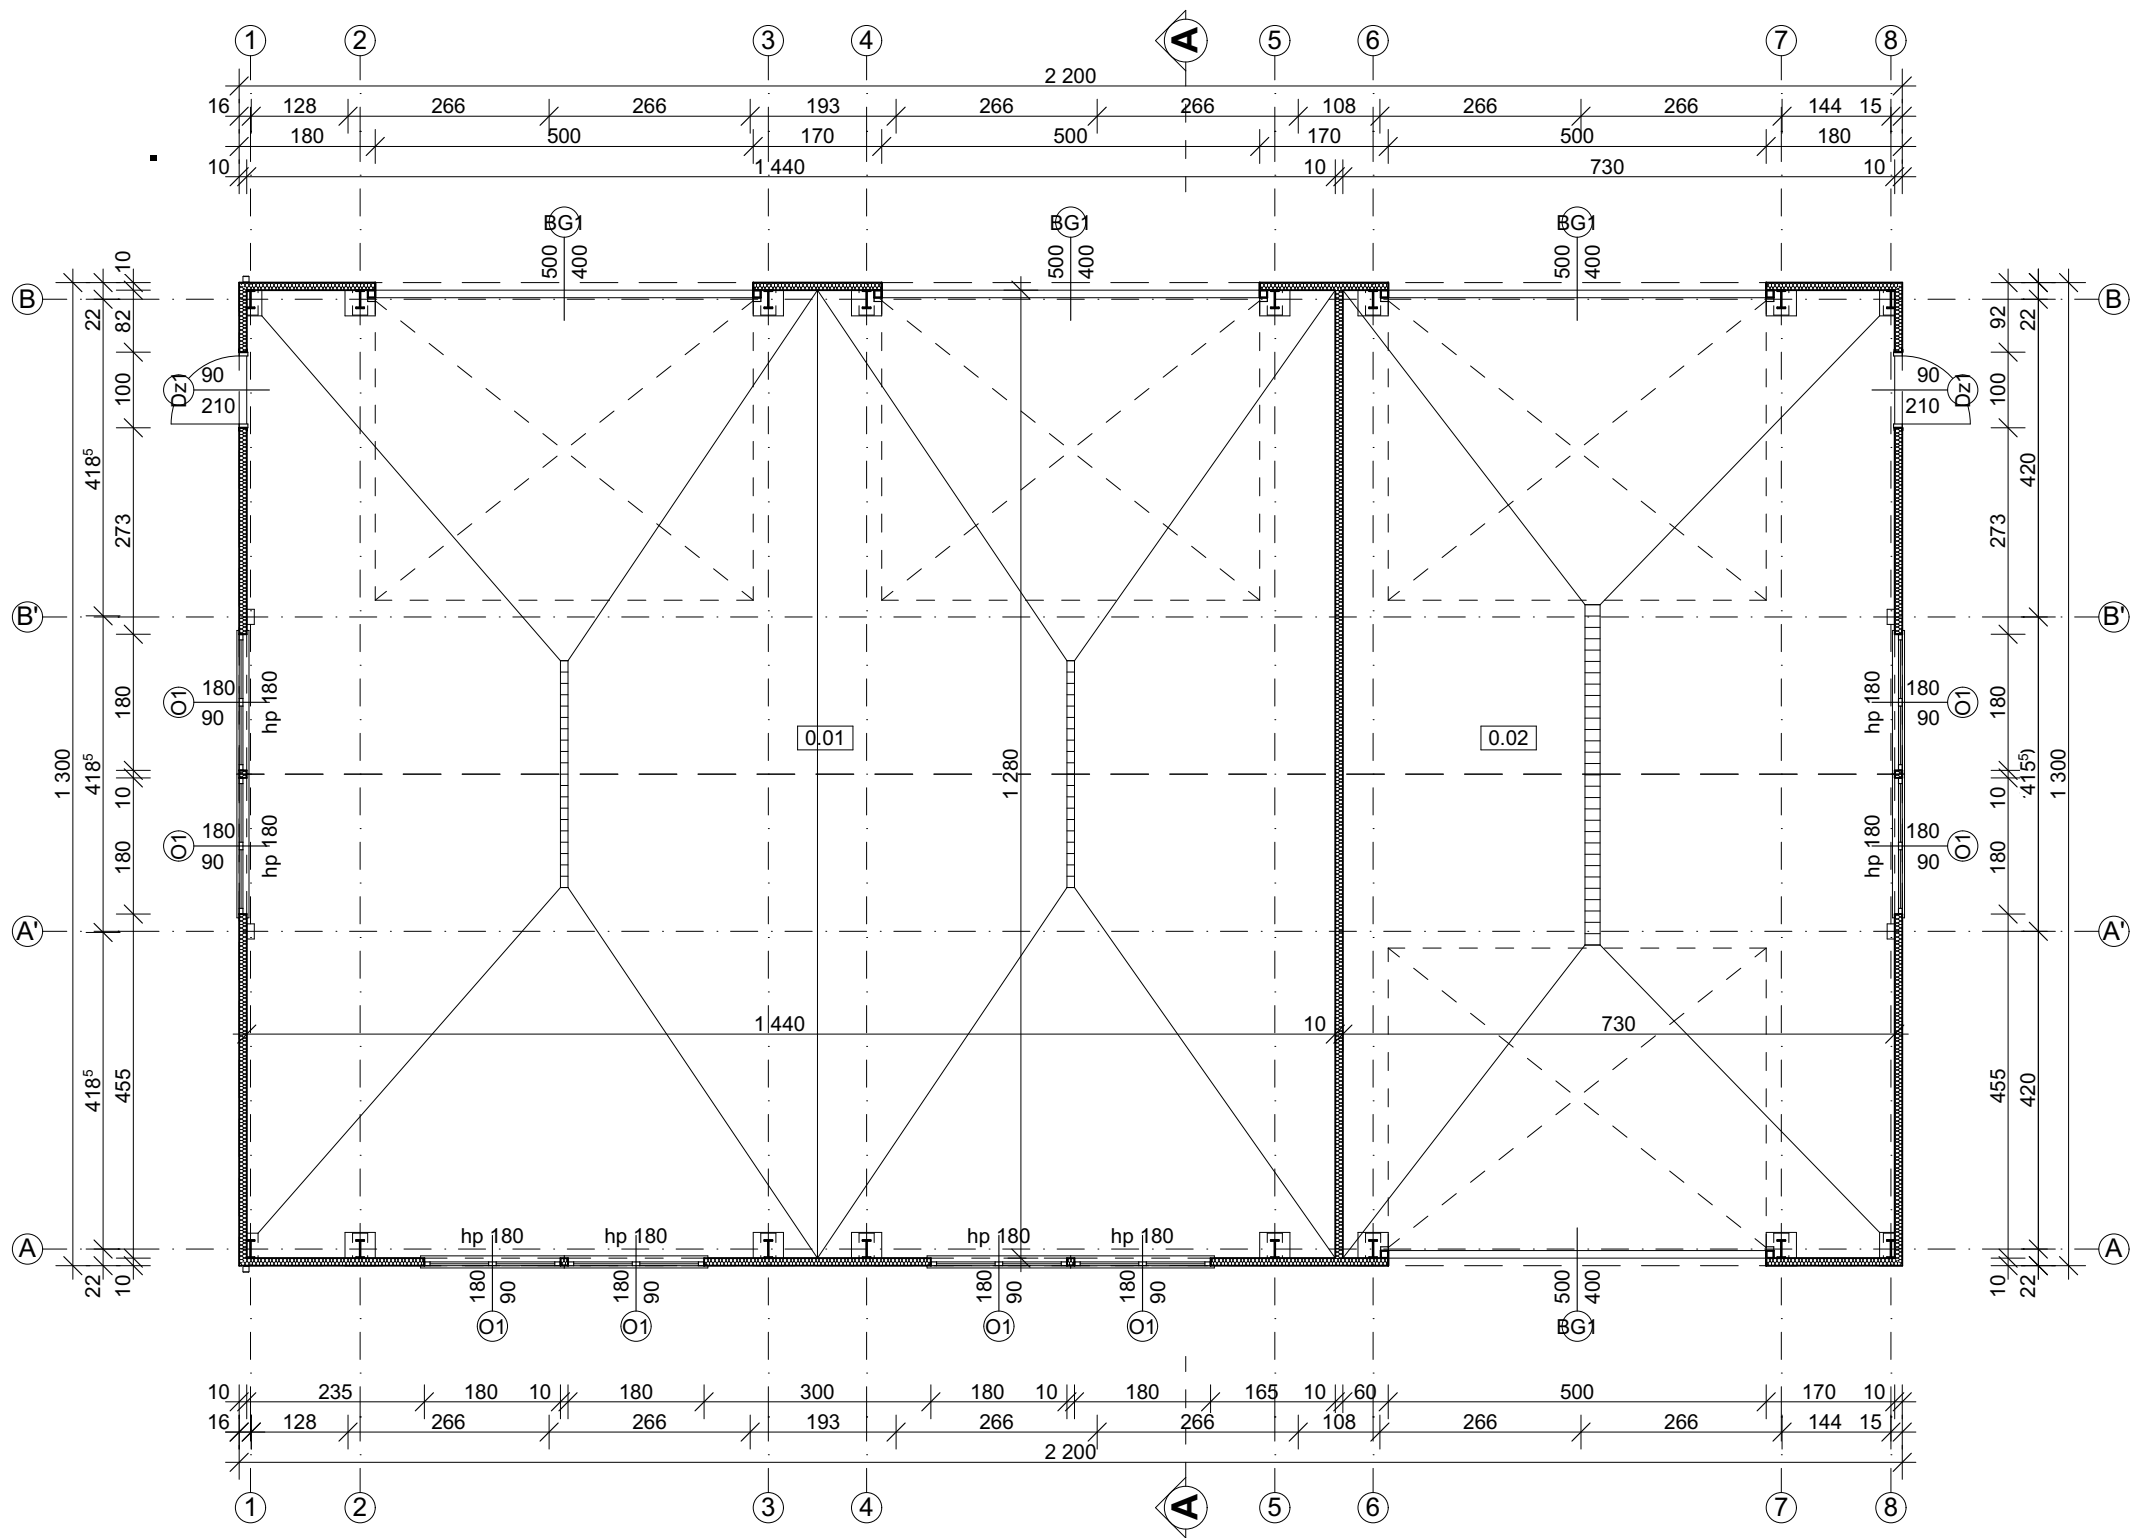 1 2 3 4 A 5 6 7 8
2 200
16 128 266 266 193 266 266 108 266 266 144 15
180 500 170 500 170 500 180
10 1 440 10 730 10
BG1 BG1 BG1
500 400 500 400 500 400
10
B B
22 82 92 22
Dz1 90 210 100 100 90 210 Dz1
418⁵ 273 273 420
B' B'
O1 180 90 hp 180 180 hp 180 180 90 O1 180
0.01 0.02
1 300 418⁵ 10 1 280 10 415⁵) 1 300
O1 180 90 hp 180 180 hp 180 180 90 O1 180
A' A'
1 440 10 730
418⁵ 455 455 420
hp 180 hp 180 hp 180 hp 180
A A
22 10 10 22
180 90 180 90 180 90 180 90 500 400
O1 O1 O1 O1 BG1
10 235 180 10 180 300 180 10 180 165 10 60 500 170 10
16 128 266 266 193 266 266 108 266 266 144 15
2 200
1 2 3 4 A 5 6 7 8